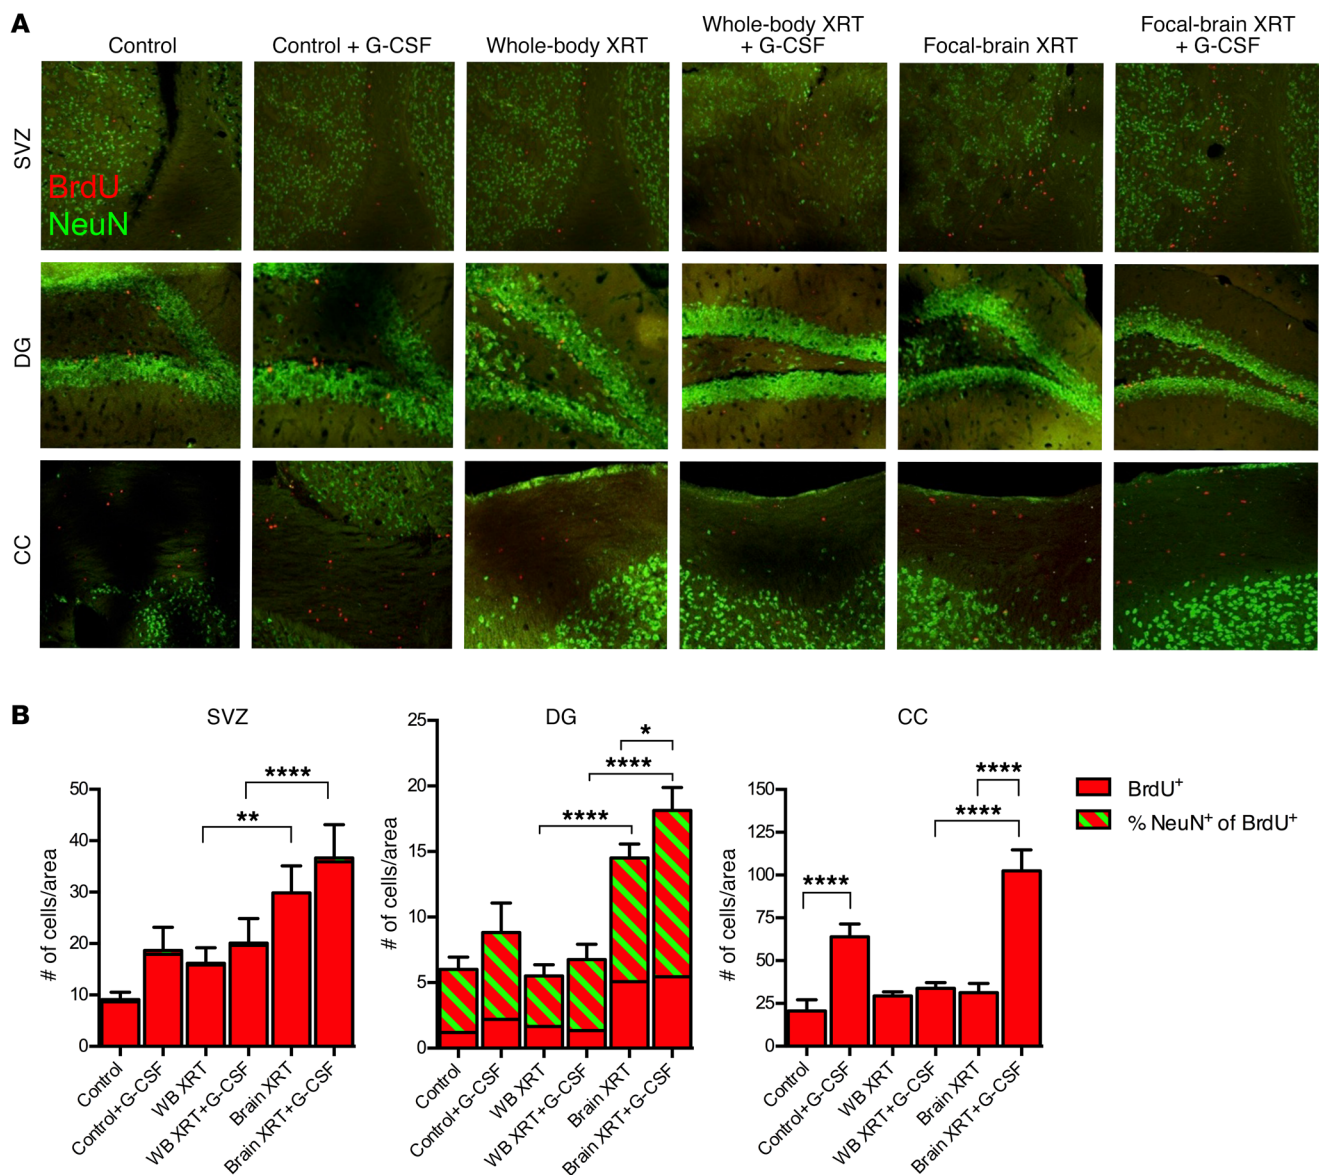 A
Control
Control + G-CSF
Whole-body XRT
Whole-body XRT
+ G-CSF
Focal-brain XRT
Focal-brain XRT
+ G-CSF
SVZ
BrdU
NeuN
DG
CC
B
SVZ
# of cells/area
50
40
30
20
10
0
**
****
Control
Control+G-CSF
WB XRT
WB XRT+G-CSF
Brain XRT
Brain XRT+G-CSF
DG
# of cells/area
25
20
15
10
5
0
****
****
*
Control
Control+G-CSF
WB XRT
WB XRT+G-CSF
Brain XRT
Brain XRT+G-CSF
CC
# of cells/area
150
125
100
75
50
25
0
****
****
****
Control
Control+G-CSF
WB XRT
WB XRT+G-CSF
Brain XRT
Brain XRT+G-CSF
BrdU⁺
% NeuN⁺ of BrdU⁺